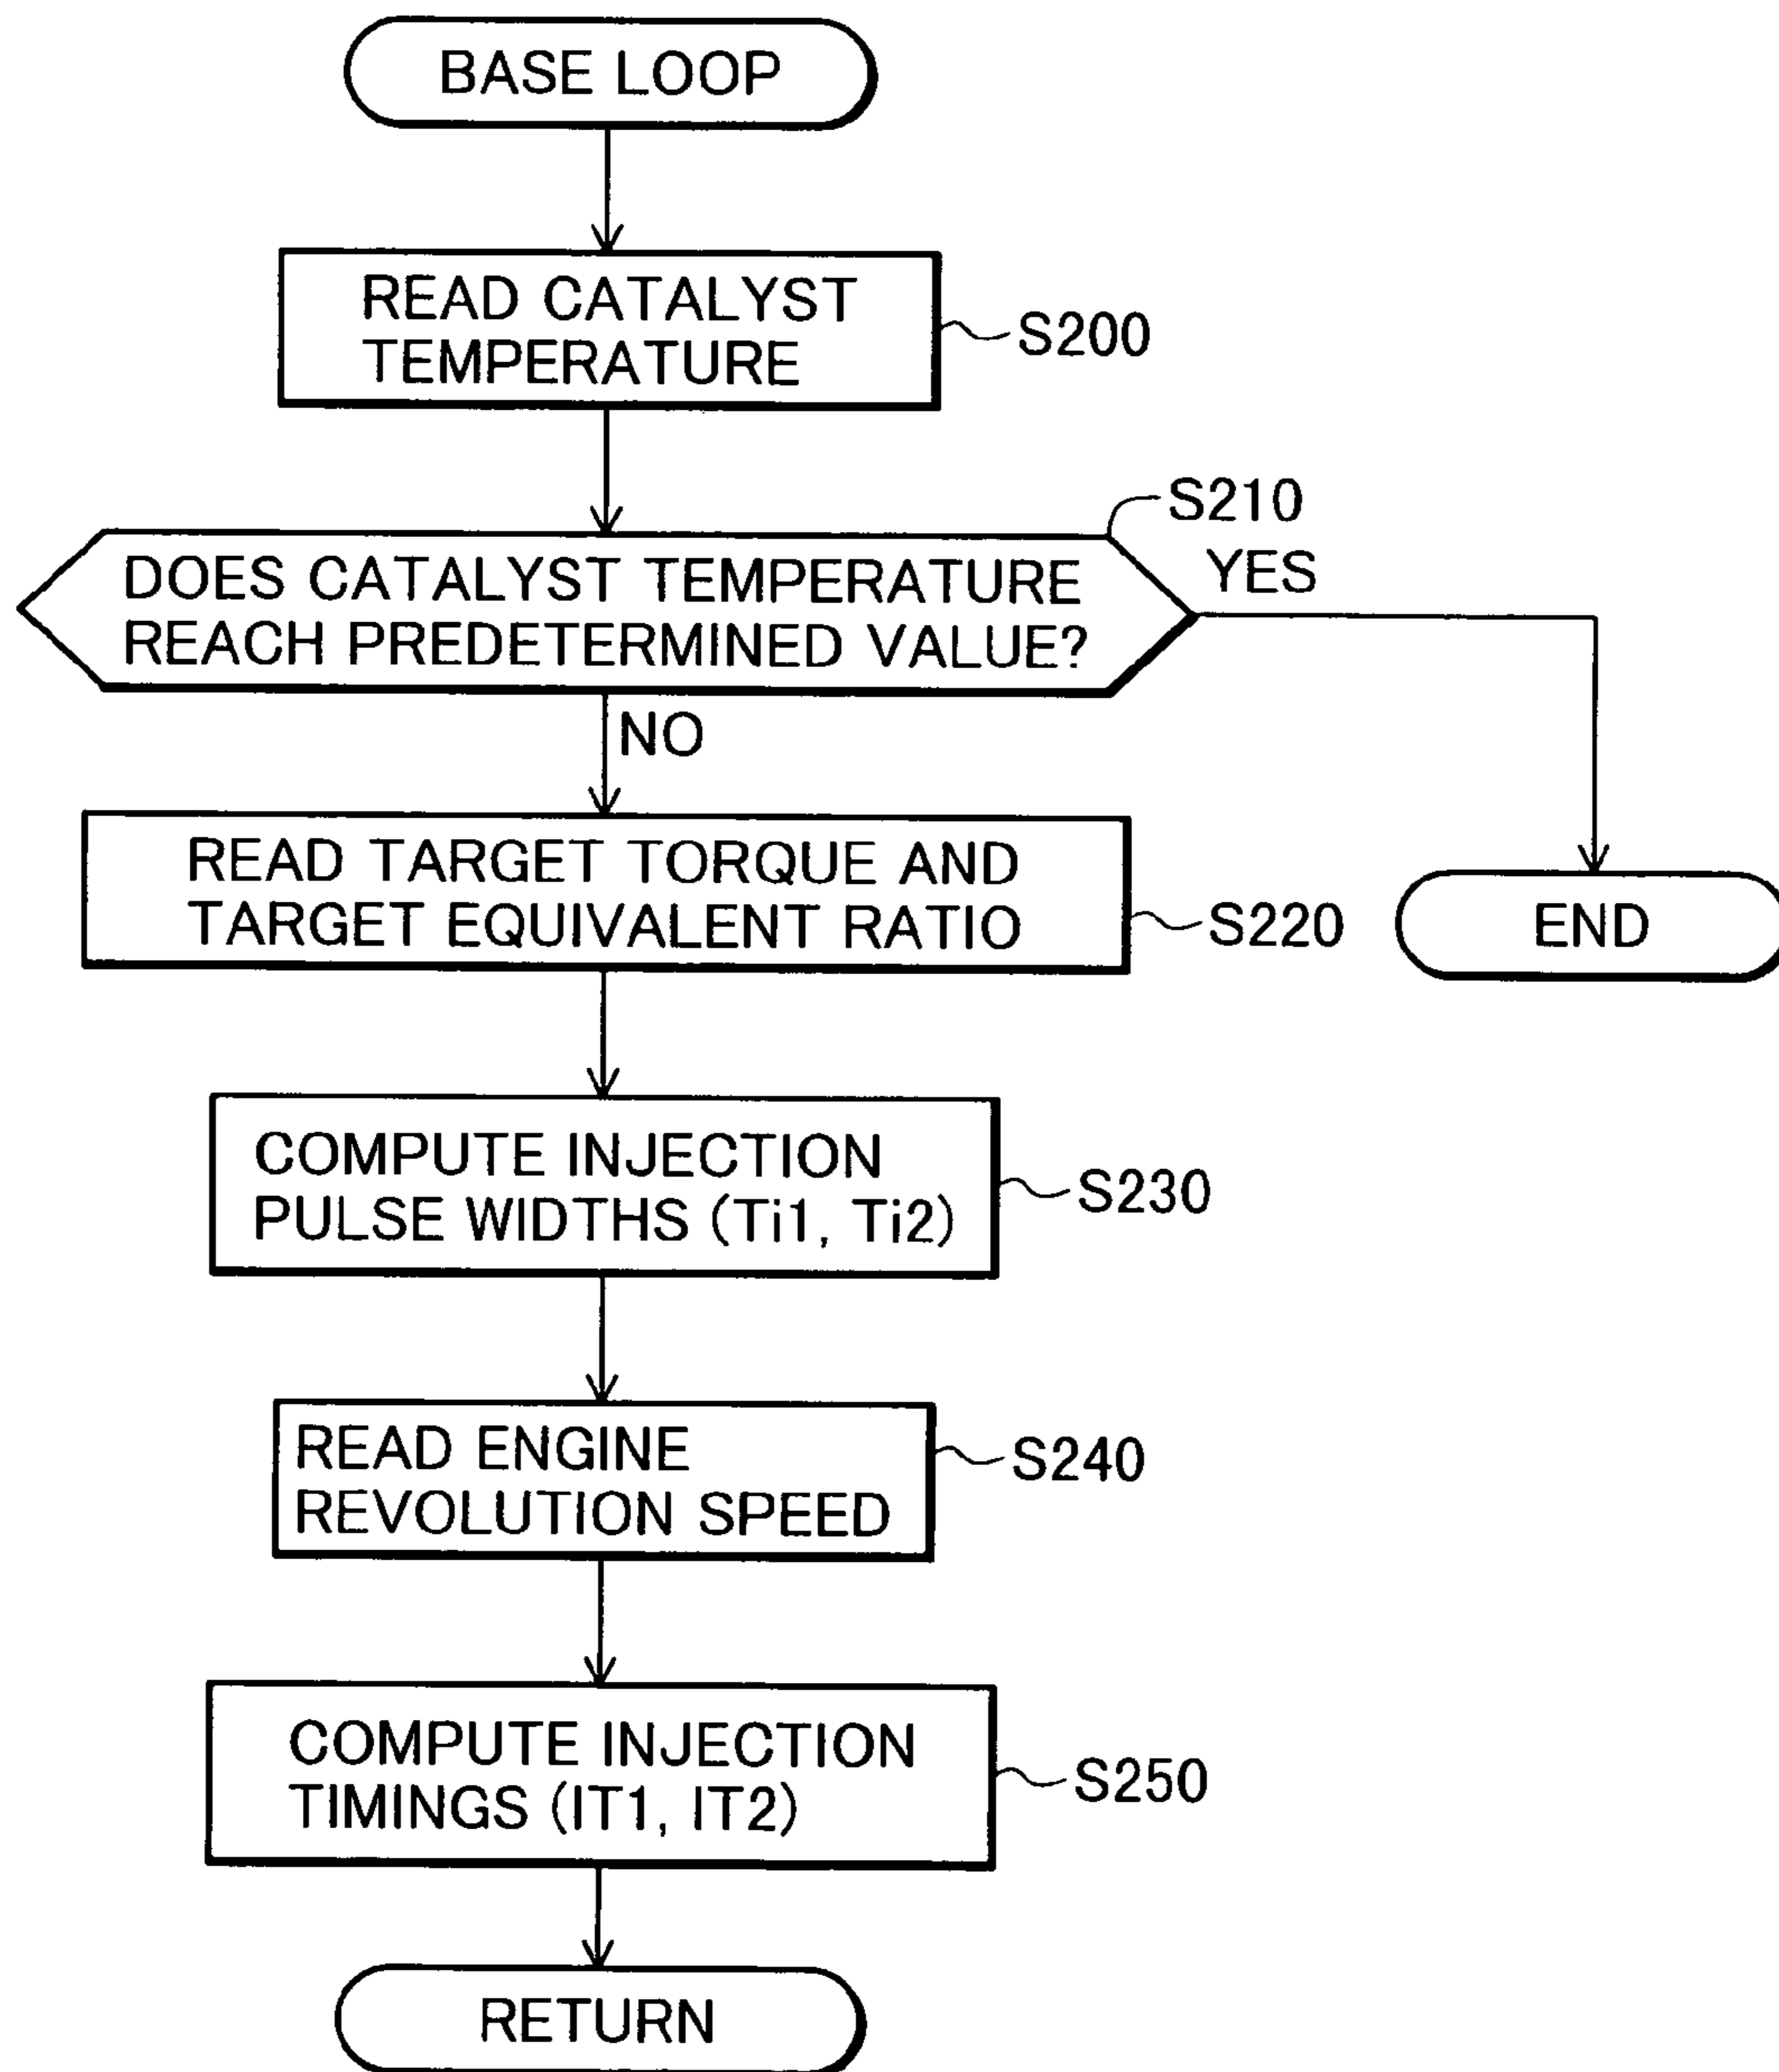 BASE LOOP
READ CATALYST
TEMPERATURE
S200
S210
DOES CATALYST TEMPERATURE
REACH PREDETERMINED VALUE?
YES
NO
READ TARGET TORQUE AND
TARGET EQUIVALENT RATIO
S220
END
COMPUTE INJECTION
PULSE WIDTHS (Ti1, Ti2)
S230
READ ENGINE
REVOLUTION SPEED
S240
COMPUTE INJECTION
TIMINGS (IT1, IT2)
S250
RETURN